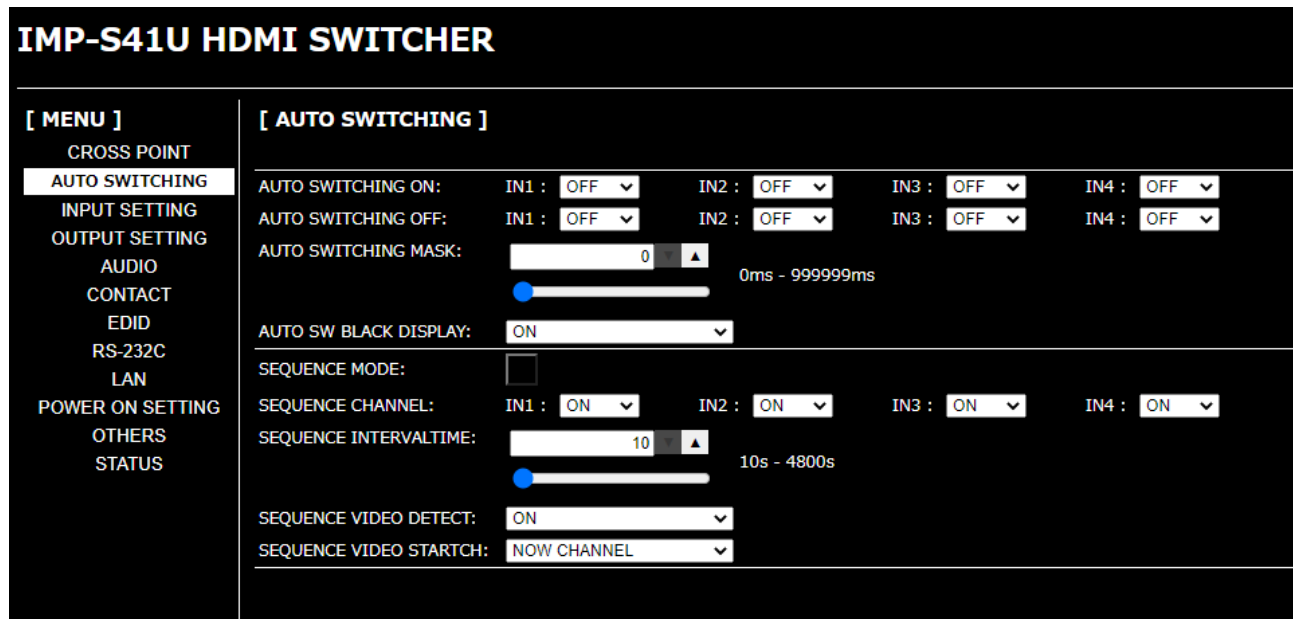 IMP-S41U HDMI SWITCHER
[ MENU ]
CROSS POINT
AUTO SWITCHING
INPUT SETTING
OUTPUT SETTING
AUDIO
CONTACT
EDID
RS-232C
LAN
POWER ON SETTING
OTHERS
STATUS
[ AUTO SWITCHING ]
AUTO SWITCHING ON: IN1 : OFF IN2 : OFF IN3 : OFF IN4 : OFF
AUTO SWITCHING OFF: IN1 : OFF IN2 : OFF IN3 : OFF IN4 : OFF
AUTO SWITCHING MASK: 0 ▼ ▲
0ms - 999999ms
AUTO SW BLACK DISPLAY: ON
SEQUENCE MODE:
SEQUENCE CHANNEL: IN1 : ON IN2 : ON IN3 : ON IN4 : ON
SEQUENCE INTERVALTIME: 10 ▼ ▲
10s - 4800s
SEQUENCE VIDEO DETECT: ON
SEQUENCE VIDEO STARTCH: NOW CHANNEL